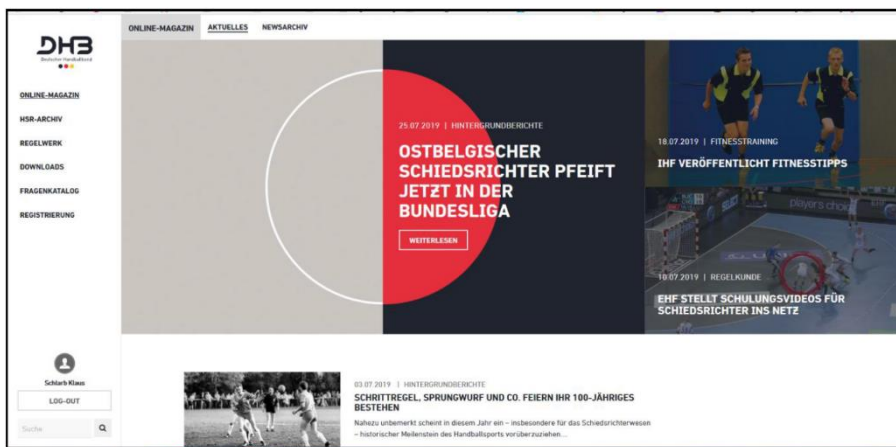 DHB
Deutscher Handballbund
ONLINE-MAGAZIN
HSR-ARCHIV
REGELWERK
DOWNLOADS
FRAGENKATALOG
REGISTRIERUNG
Schlarb Klaus
LOG-OUT
Suche
ONLINE-MAGAZIN AKTUELLES NEWSARCHIV
25.07.2019 | HINTERGRUNDBERICHTE
OSTBELGISCHER
SCHIEDSRICHTER PFEIFT
JETZT IN DER
BUNDESLIGA
WEITERLESEN
18.07.2019 | FITNESSTRAINING
IHF VERÖFFENTLICHT FITNESSTIPPS
SELECT
player's choice
10.07.2019 | REGELKUNDE
EHF STELLT SCHULUNGSVIDEOS FÜR
SCHIEDSRICHTER INS NETZ
03.07.2019 | HINTERGRUNDBERICHTE
SCHRITTREGEL, SPRUNGWURF UND CO. FEIERN IHR 100-JÄHRIGES
BESTEHEN
Nahezu unbemerkt scheint in diesem Jahr ein – insbesondere für das Schiedsrichterwesen
– historischer Meilenstein des Handballsports vorüberzuziehen...